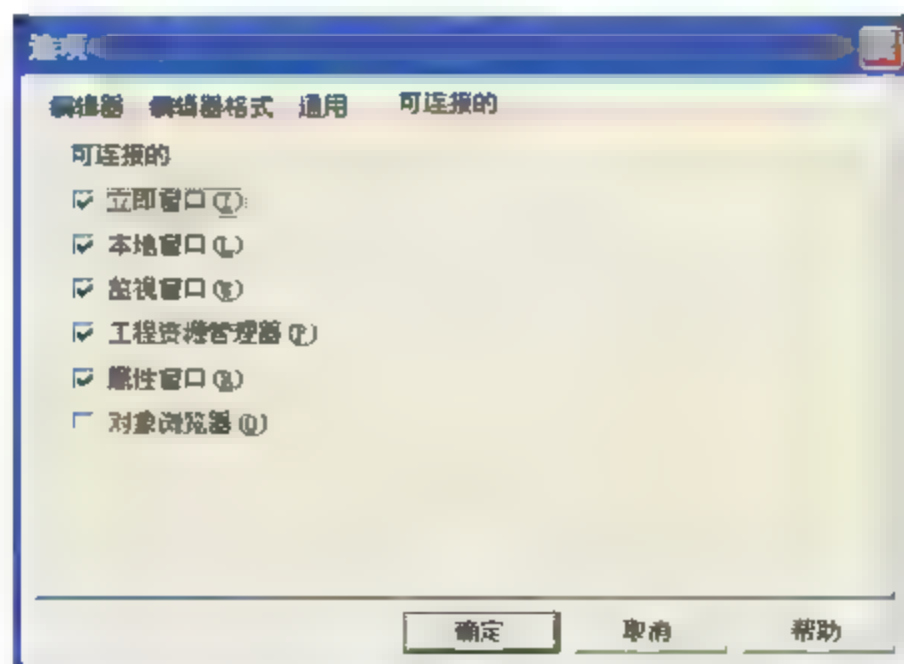 选项
编辑器 编辑器格式 通用 可连接的
可连接的
立即窗口(I)
本地窗口(L)
监视窗口(W)
工程资源管理器(P)
属性窗口(R)
对象浏览器(O)
确定 取消 帮助